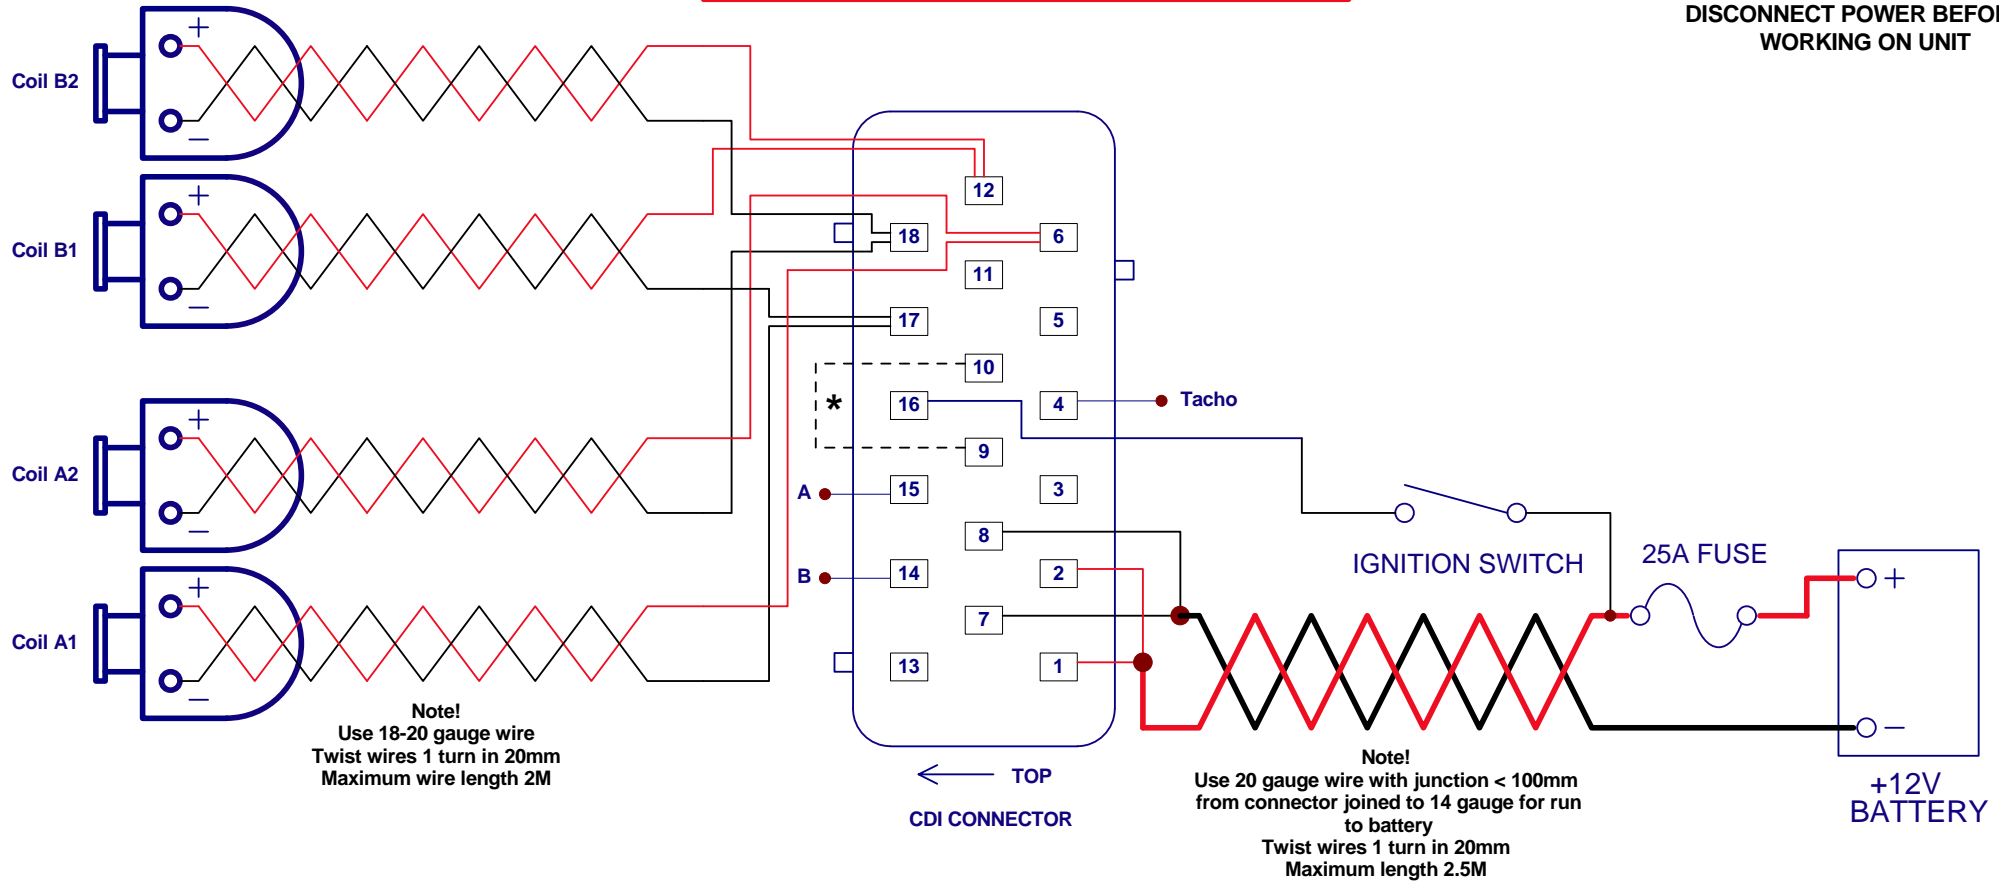 DISCONNECT POWER
WORKING ON UNIT
Coil B2
+
–
Coil B1
+
–
Coil A2
+
–
Coil A1
+
–
12
18
6
11
17
5
10
*
16
4
Tacho
9
A
15
3
8
B
14
2
7
13
1
IGNITION SWITCH
25A FUSE
+
–
+12V
BATTERY
Note!
Use 18-20 gauge wire
Twist wires 1 turn in 20mm
Maximum wire length 2M
TOP
CDI CONNECTOR
Note!
Use 20 gauge wire with junction < 100mm
from connector joined to 14 gauge for run
to battery
Twist wires 1 turn in 20mm
Maximum length 2.5M